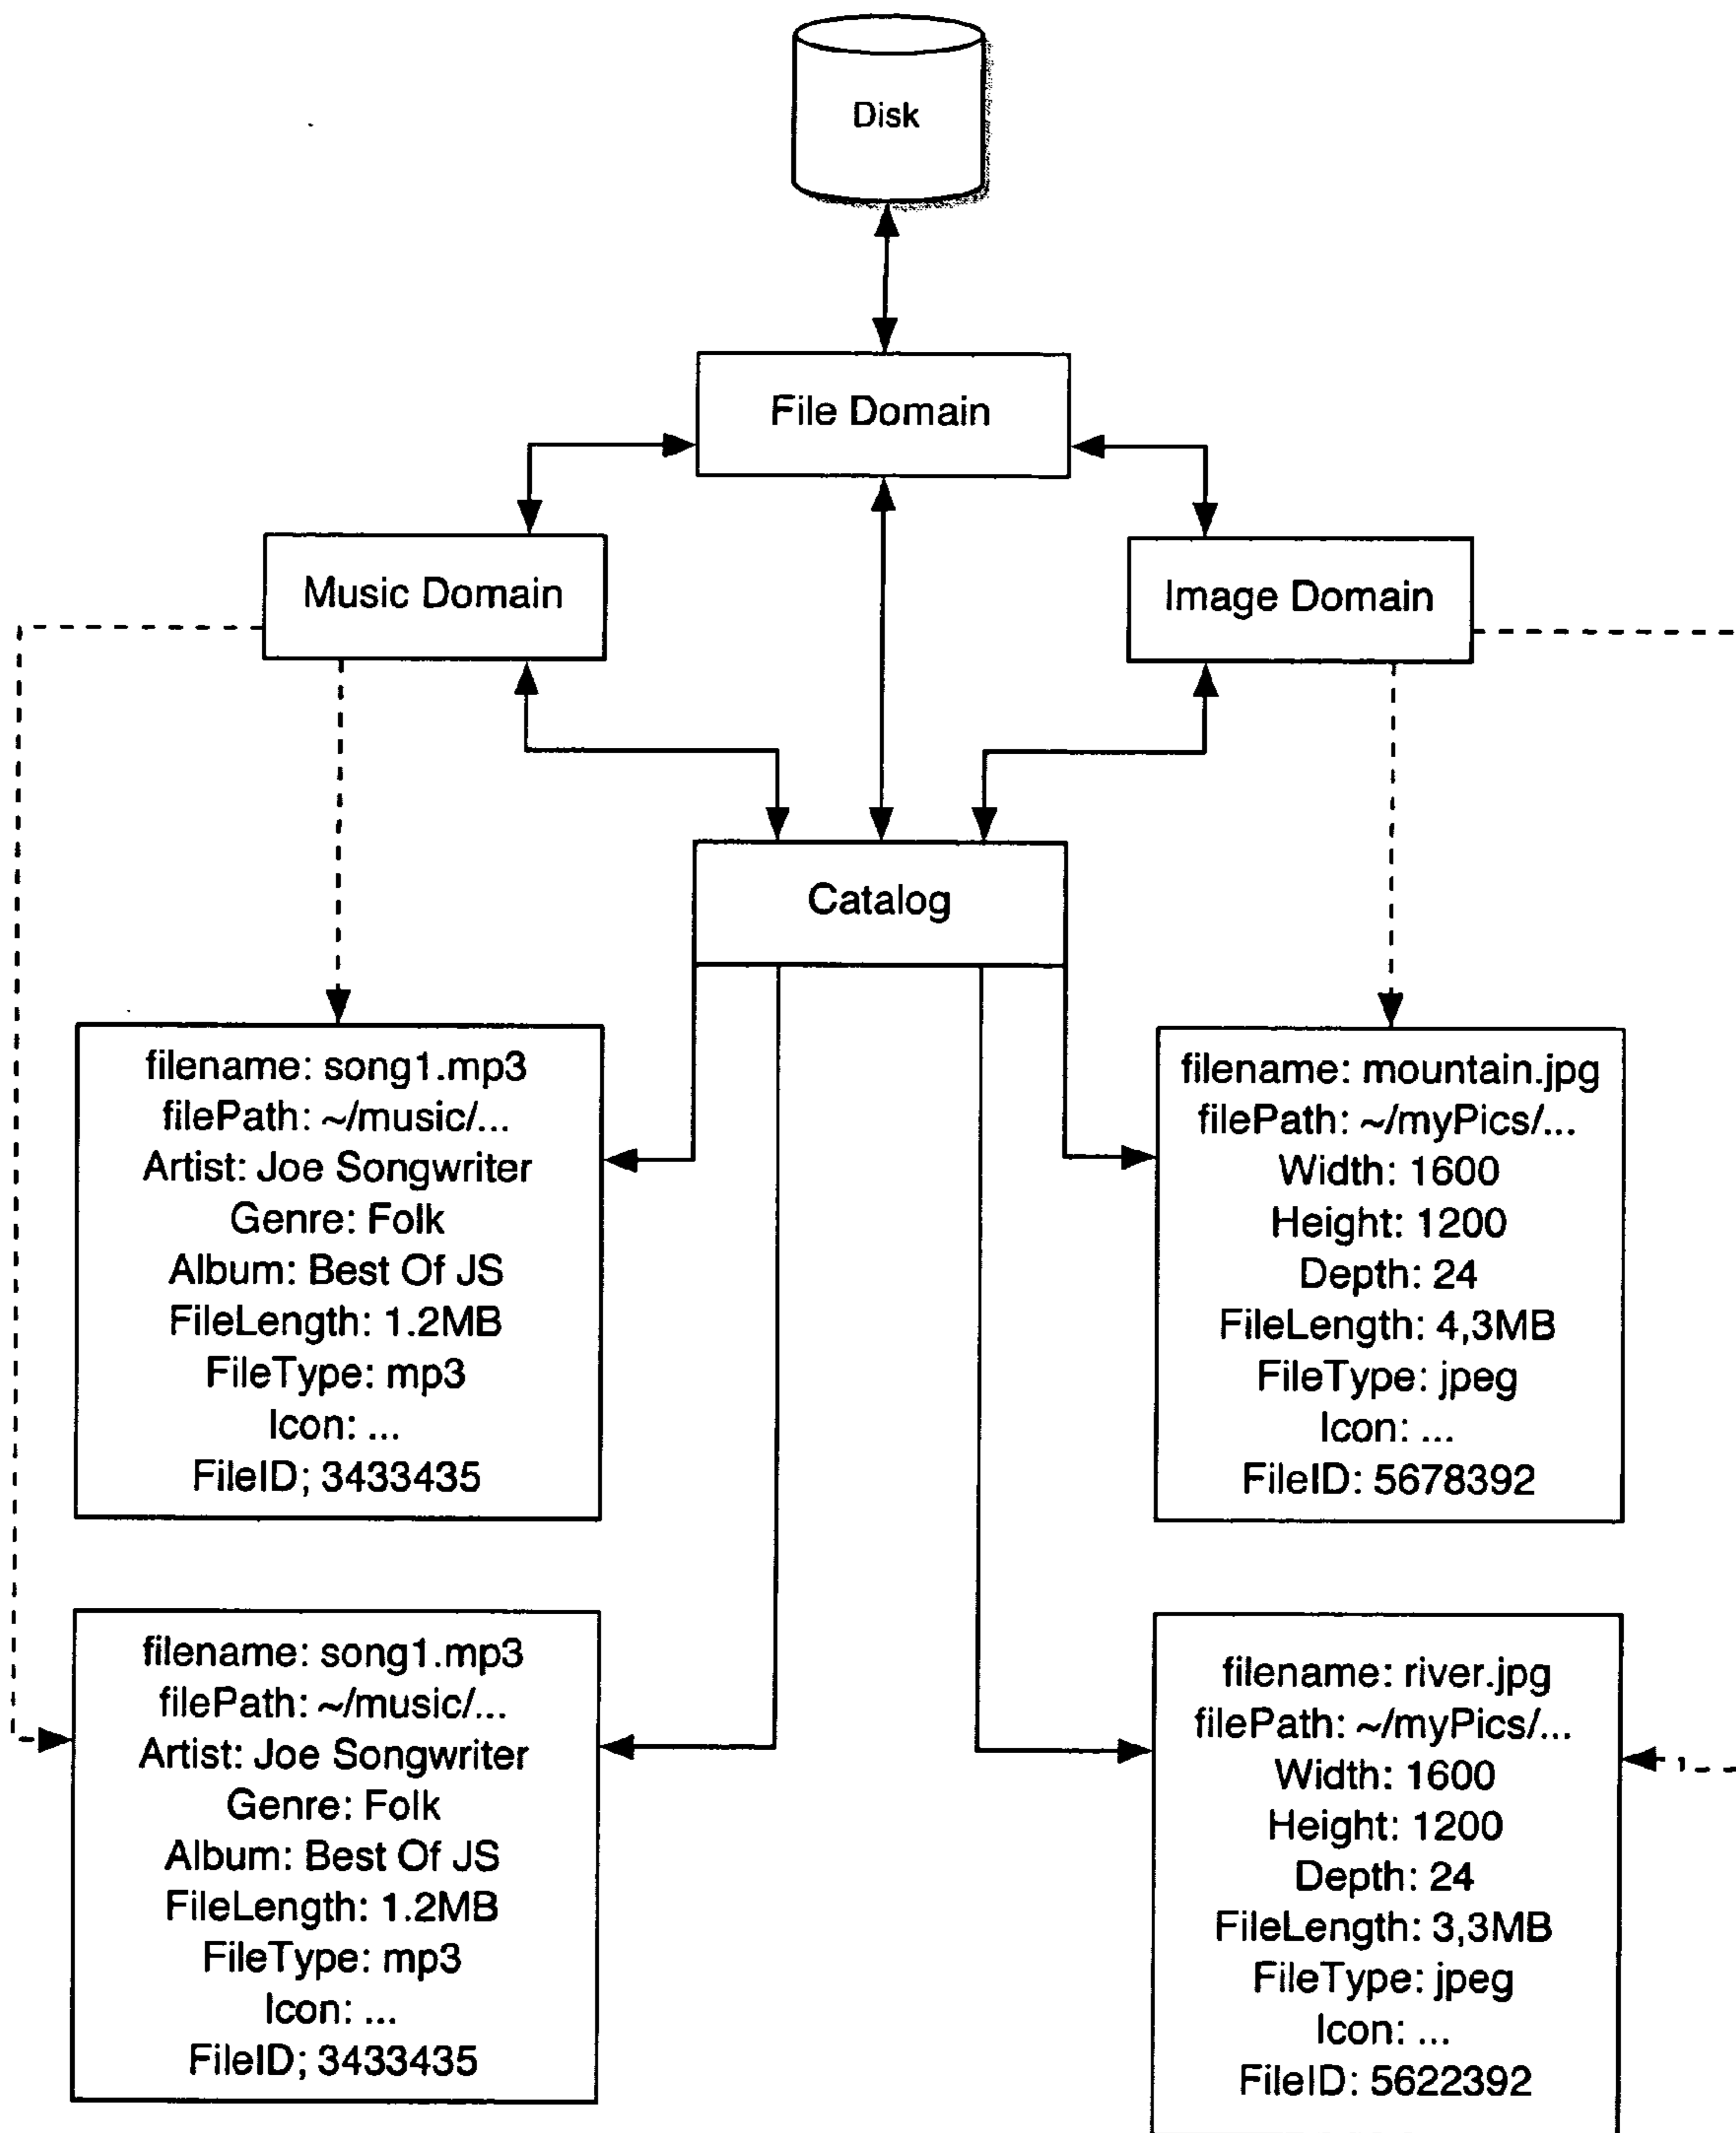 Disk
File Domain
Music Domain
Image Domain
Catalog
filename: song1.mp3
filePath: ~/music/...
Artist: Joe Songwriter
Genre: Folk
Album: Best Of JS
FileLength: 1.2MB
FileType: mp3
Icon: ...
FileID; 3433435
filename: mountain.jpg
filePath: ~/myPics/...
Width: 1600
Height: 1200
Depth: 24
FileLength: 4,3MB
FileType: jpeg
Icon: ...
FileID: 5678392
filename: song1.mp3
filePath: ~/music/...
Artist: Joe Songwriter
Genre: Folk
Album: Best Of JS
FileLength: 1.2MB
FileType: mp3
Icon: ...
FileID; 3433435
filename: river.jpg
filePath: ~/myPics/...
Width: 1600
Height: 1200
Depth: 24
FileLength: 3,3MB
FileType: jpeg
Icon: ...
FileID: 5622392